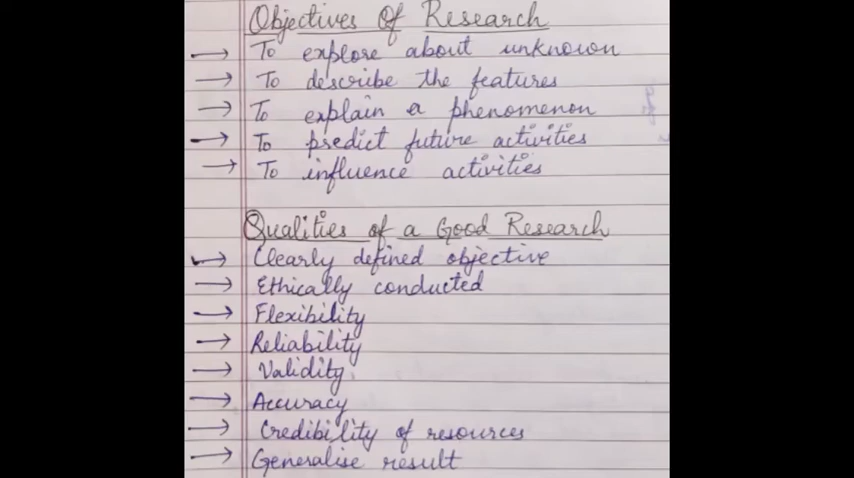 Objectives Of Research
→ To explore about unknown
→ To describe the features
→ To explain a phenomenon
→ To predict future activities
→ To influence activities
Qualities of a Good Research
→ Clearly defined objective
→ Ethically conducted
→ Flexibility
→ Reliability
→ Validity
→ Accuracy
→ Credibility of resources
→ Generalise result